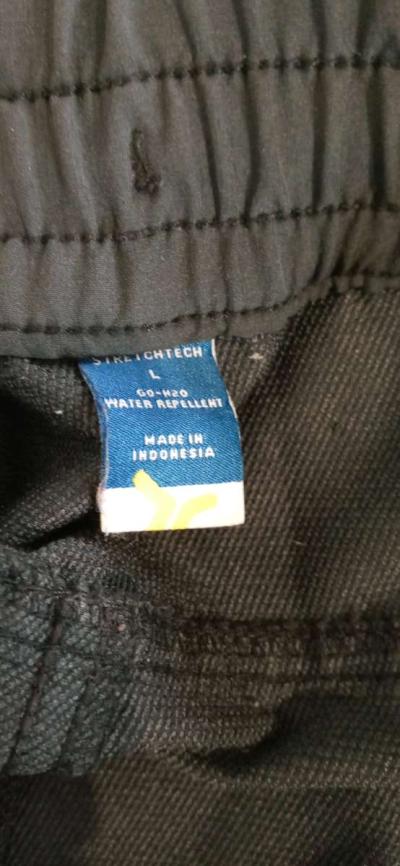 STRETCHTECH
L
GO-H2O
WATER REPELLENT
MADE IN
INDONESIA